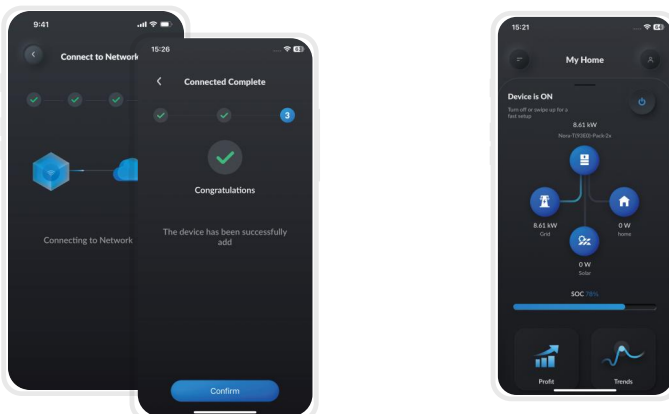 9:41
Connect to Network
Connecting to Network
15:26
Connected Complete
3
Congratulations
The device has been successfully
add
Confirm
15:21
My Home
Device is ON
Turn off or swipe up for a
fast setup
8.61 kW
8.61 kW
Grid
0 W
home
0 W
Solar
SOC 78%
Profit
Trends